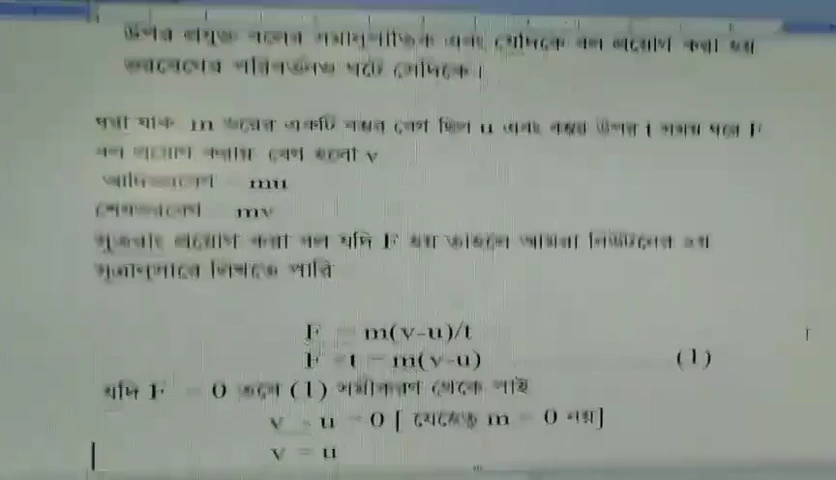 উপর প্রযুক্ত বলের সমানুপাতিক এবং যেদিকে বল প্রয়োগ করা হয়
ভরবেগের পরিবর্তনও ঘটে সেদিকে।
ধরা যাক m ভরের একটি বস্তুর বেগ ছিল u এবং বস্তুর উপর t সময় ধরে F
বল প্রয়োগ করায় বেগ হলো v
আদিভরবেগ = mu
শেষভরবেগ = mv
সুতরাং প্রয়োগ করা বল যদি F হয় তাহলে আমরা নিউটনের ২য়
সূত্রানুসারে লিখতে পারি
F = m(v-u)/t
F t = m(v-u) (1)
যদি F = 0 তবে (1) সমীকরণ থেকে পাই
v - u = 0 [ যেহেতু m = 0 নয়]
v = u